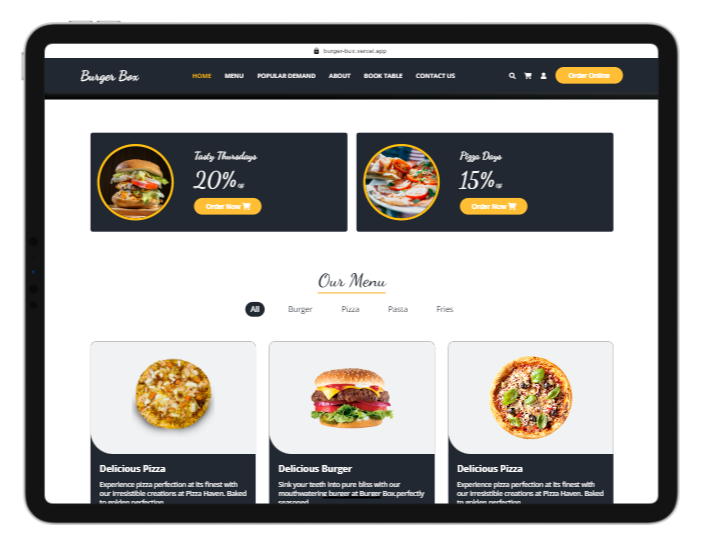 burger-box.vercel.app
Burger Box
HOME MENU POPULAR DEMAND ABOUT BOOK TABLE CONTACT US
Order Online
Tasty Thursdays
20% Off
Order Now
Pizza Days
15% Off
Order Now
Our Menu
All Burger Pizza Pasta Fries
Delicious Pizza
Experience pizza perfection at its finest with
our irresistible creations at Pizza Haven. Baked
to golden perfection
Delicious Burger
Sink your teeth into pure bliss with our
mouthwatering burger at Burger Box,perfectly
seasoned
Delicious Pizza
Experience pizza perfection at its finest with
our irresistible creations at Pizza Haven. Baked
to golden perfection